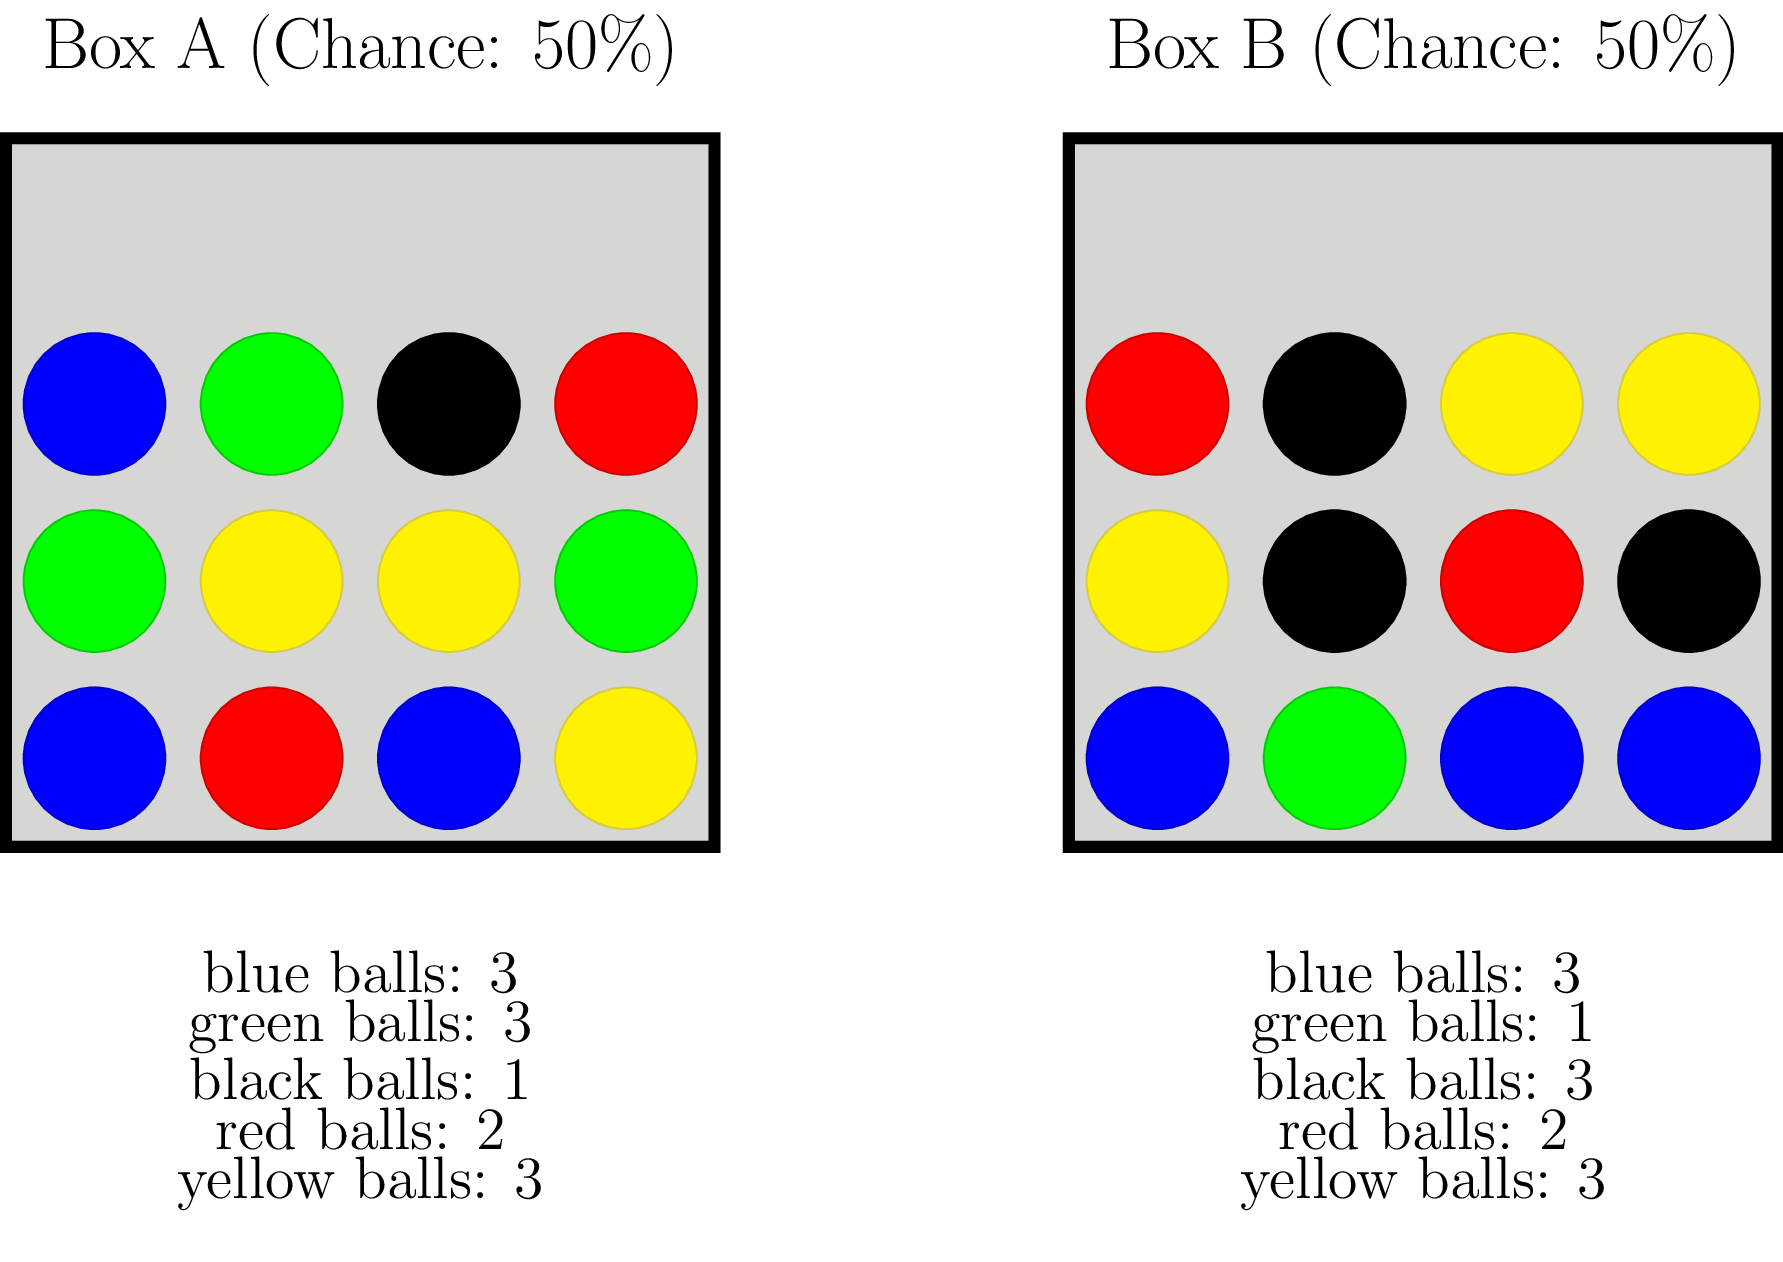 Box A (Chance: 50%)
Box B (Chance: 50%)
blue balls: 3
green balls: 3
black balls: 1
red balls: 2
yellow balls: 3
blue balls: 3
green balls: 1
black balls: 3
red balls: 2
yellow balls: 3